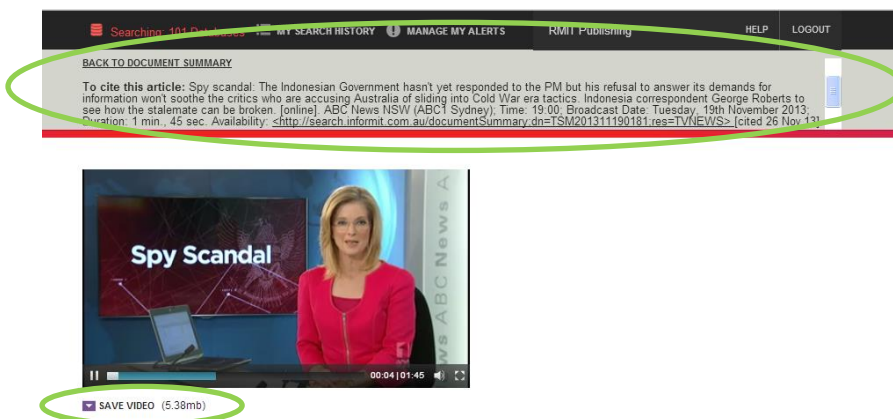 Searching: 101 Databases MY SEARCH HISTORY MANAGE MY ALERTS RMIT Publishing HELP LOGOUT
BACK TO DOCUMENT SUMMARY
To cite this article: Spy scandal: The Indonesian Government hasn't yet responded to the PM but his refusal to answer its demands for
information won't soothe the critics who are accusing Australia of sliding into Cold War era tactics. Indonesia correspondent George Roberts to
see how the stalemate can be broken. [online]. ABC News NSW (ABC1 Sydney); Time: 19:00; Broadcast Date: Tuesday, 19th November 2013;
Duration: 1 min., 45 sec. Availability: <http://search.informit.com.au/documentSummary;dn=TSM201311190181;res=TVNEWS> [cited 26 Nov 13]
Spy Scandal
ws ABC News A
1
00:04|01:45
SAVE VIDEO (5.38mb)